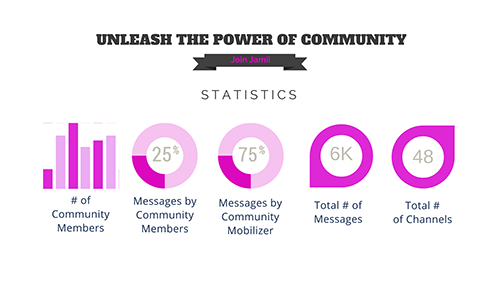 UNLEASH THE POWER OF COMMUNITY
Join Jamii
STATISTICS
25%
75%
6K
48
# of
Community
Members
Messages by
Community
Members
Messages by
Community
Mobilizer
Total # of
Messages
Total #
of Channels